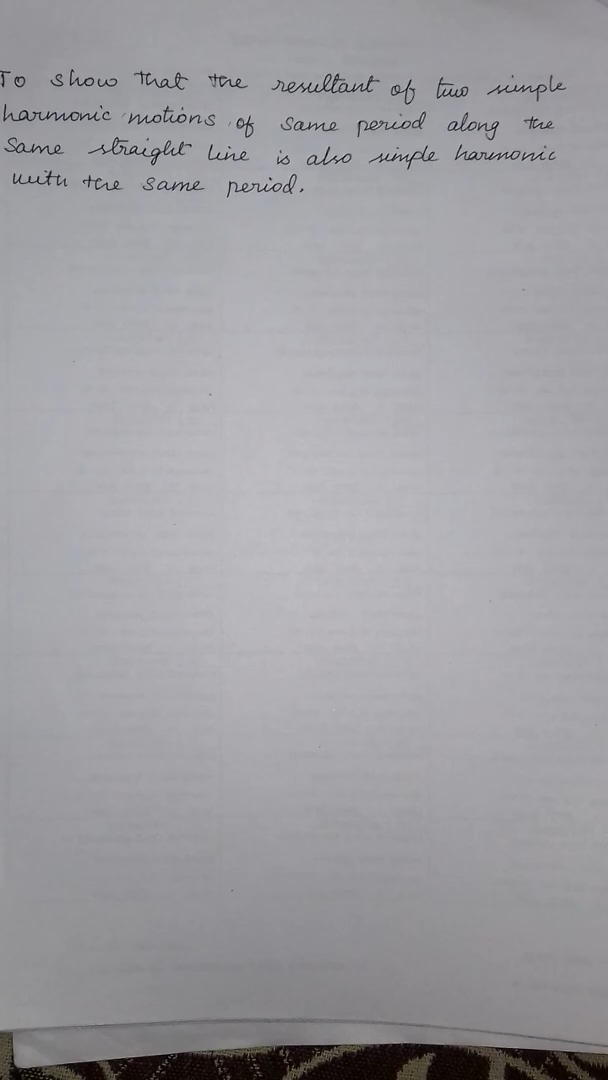 To show that the resultant of two simple
harmonic motions of same period along the
same straight line is also simple harmonic
with the same period.